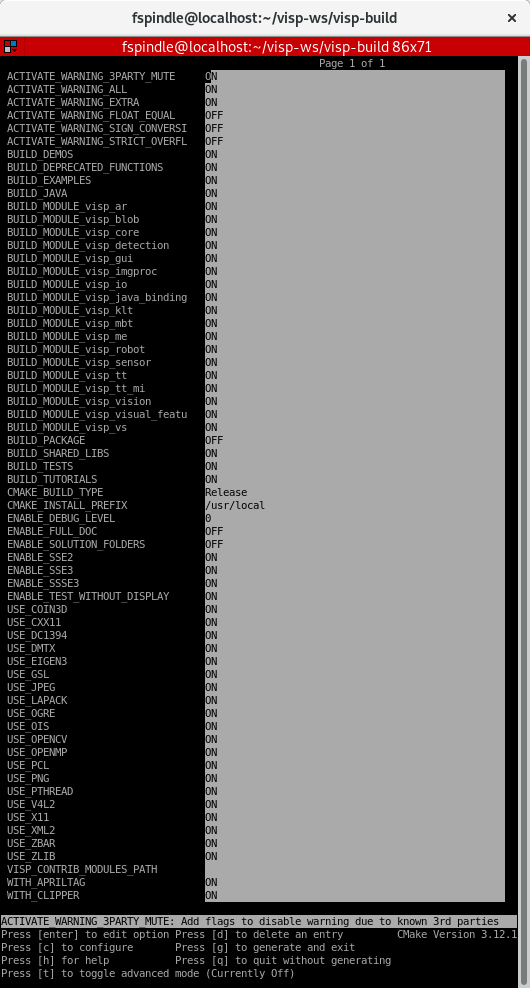 fspindle@localhost:~/visp-ws/visp-build
fspindle@localhost:~/visp-ws/visp-build 86x71
Page 1 of 1
ACTIVATE_WARNING_3PARTY_MUTE ON
ACTIVATE_WARNING_ALL ON
ACTIVATE_WARNING_EXTRA ON
ACTIVATE_WARNING_FLOAT_EQUAL OFF
ACTIVATE_WARNING_SIGN_CONVERSI OFF
ACTIVATE_WARNING_STRICT_OVERFL OFF
BUILD_DEMOS ON
BUILD_DEPRECATED_FUNCTIONS ON
BUILD_EXAMPLES ON
BUILD_JAVA ON
BUILD_MODULE_visp_ar ON
BUILD_MODULE_visp_blob ON
BUILD_MODULE_visp_core ON
BUILD_MODULE_visp_detection ON
BUILD_MODULE_visp_gui ON
BUILD_MODULE_visp_imgproc ON
BUILD_MODULE_visp_io ON
BUILD_MODULE_visp_java_binding ON
BUILD_MODULE_visp_klt ON
BUILD_MODULE_visp_mbt ON
BUILD_MODULE_visp_me ON
BUILD_MODULE_visp_robot ON
BUILD_MODULE_visp_sensor ON
BUILD_MODULE_visp_tt ON
BUILD_MODULE_visp_tt_mi ON
BUILD_MODULE_visp_vision ON
BUILD_MODULE_visp_visual_featu ON
BUILD_MODULE_visp_vs ON
BUILD_PACKAGE OFF
BUILD_SHARED_LIBS ON
BUILD_TESTS ON
BUILD_TUTORIALS ON
CMAKE_BUILD_TYPE Release
CMAKE_INSTALL_PREFIX /usr/local
ENABLE_DEBUG_LEVEL 0
ENABLE_FULL_DOC OFF
ENABLE_SOLUTION_FOLDERS OFF
ENABLE_SSE2 ON
ENABLE_SSE3 ON
ENABLE_SSSE3 ON
ENABLE_TEST_WITHOUT_DISPLAY ON
USE_COIN3D ON
USE_CXX11 ON
USE_DC1394 ON
USE_DMTX ON
USE_EIGEN3 ON
USE_GSL ON
USE_JPEG ON
USE_LAPACK ON
USE_OGRE ON
USE_OIS ON
USE_OPENCV ON
USE_OPENMP ON
USE_PCL ON
USE_PNG ON
USE_PTHREAD ON
USE_V4L2 ON
USE_X11 ON
USE_XML2 ON
USE_ZBAR ON
USE_ZLIB ON
VISP_CONTRIB_MODULES_PATH
WITH_APRILTAG ON
WITH_CLIPPER ON
ACTIVATE_WARNING_3PARTY_MUTE: Add flags to disable warning due to known 3rd parties
Press [enter] to edit option Press [d] to delete an entry CMake Version 3.12.1
Press [c] to configure Press [g] to generate and exit
Press [h] for help Press [q] to quit without generating
Press [t] to toggle advanced mode (Currently Off)